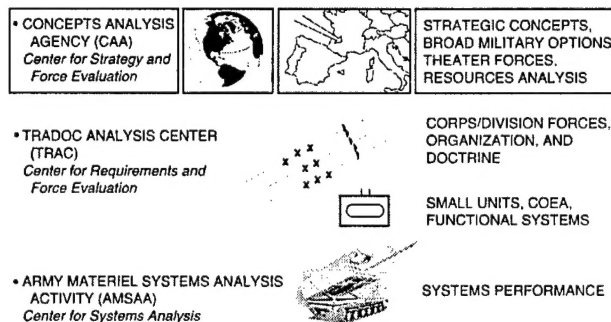 • CONCEPTS ANALYSIS
AGENCY (CAA)
Center for Strategy and
Force Evaluation
STRATEGIC CONCEPTS,
BROAD MILITARY OPTIONS
THEATER FORCES.
RESOURCES ANALYSIS
• TRADOC ANALYSIS CENTER
(TRAC)
Center for Requirements and
Force Evaluation
CORPS/DIVISION FORCES,
ORGANIZATION, AND
DOCTRINE
SMALL UNITS, COEA,
FUNCTIONAL SYSTEMS
• ARMY MATERIEL SYSTEMS ANALYSIS
ACTIVITY (AMSAA)
Center for Systems Analysis
SYSTEMS PERFORMANCE